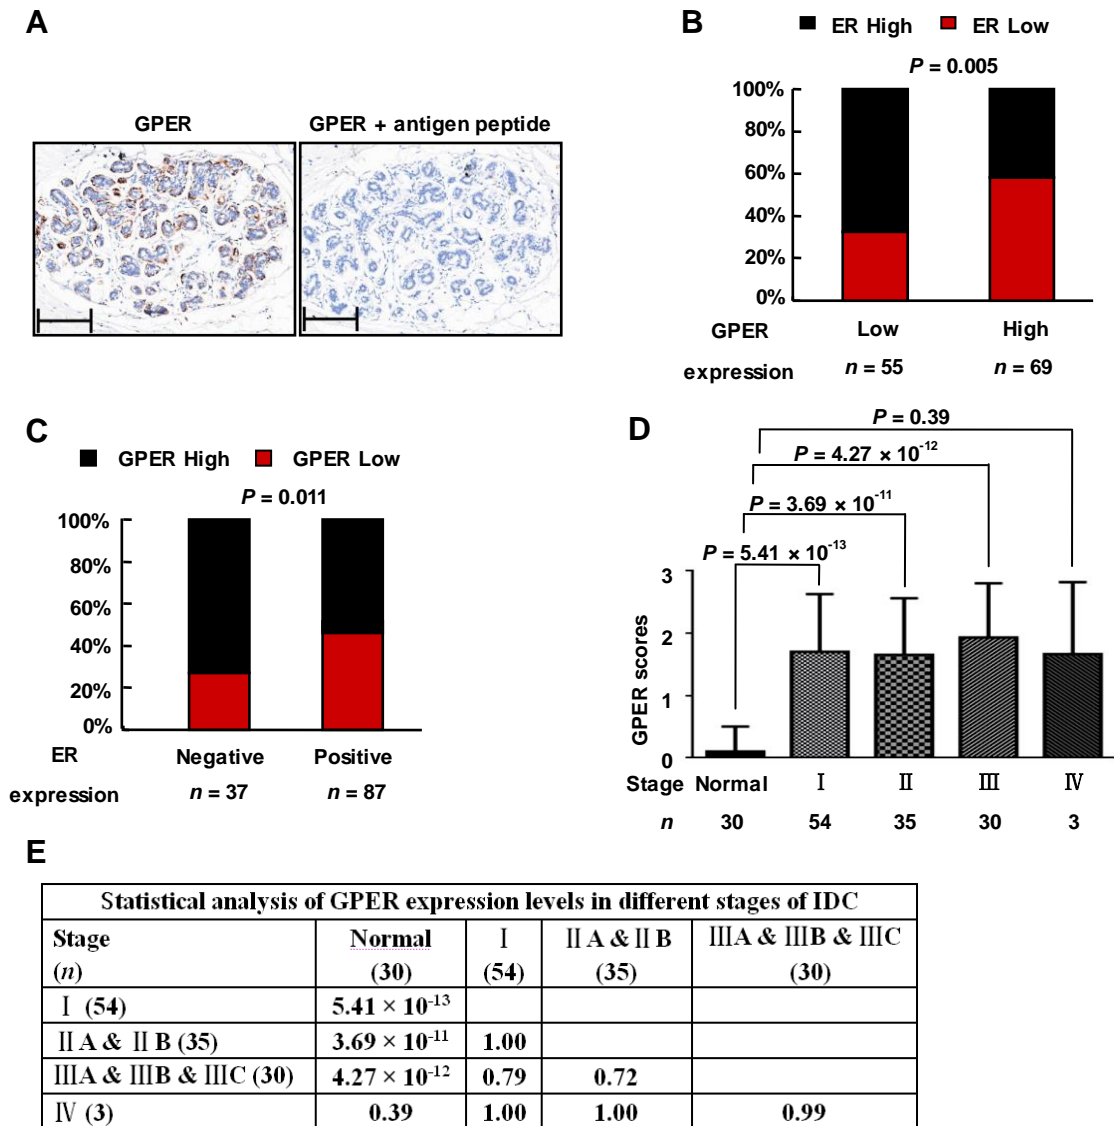 A
GPER
GPER + antigen peptide
B
ER High
ER Low
P = 0.005
100%
80%
60%
40%
20%
0%
GPER
expression
Low
High
n = 55
n = 69
C
GPER High
GPER Low
P = 0.011
100%
80%
60%
40%
20%
0%
ER
expression
Negative
Positive
n = 37
n = 87
D
P = 0.39
P = 4.27 × 10-12
P = 3.69 × 10-11
P = 5.41 × 10-13
GPER scores
3
2
1
0
Stage Normal Ⅰ Ⅱ Ⅲ Ⅳ
n 30 54 35 30 3
E
Statistical analysis of GPER expression levels in different stages of IDC
Stage Normal Ⅰ ⅡA & ⅡB ⅢA & ⅢB & ⅢC
(n) (30) (54) (35) (30)
Ⅰ (54) 5.41 × 10-13
ⅡA & ⅡB (35) 3.69 × 10-11 1.00
ⅢA & ⅢB & ⅢC (30) 4.27 × 10-12 0.79 0.72
Ⅳ (3) 0.39 1.00 1.00 0.99